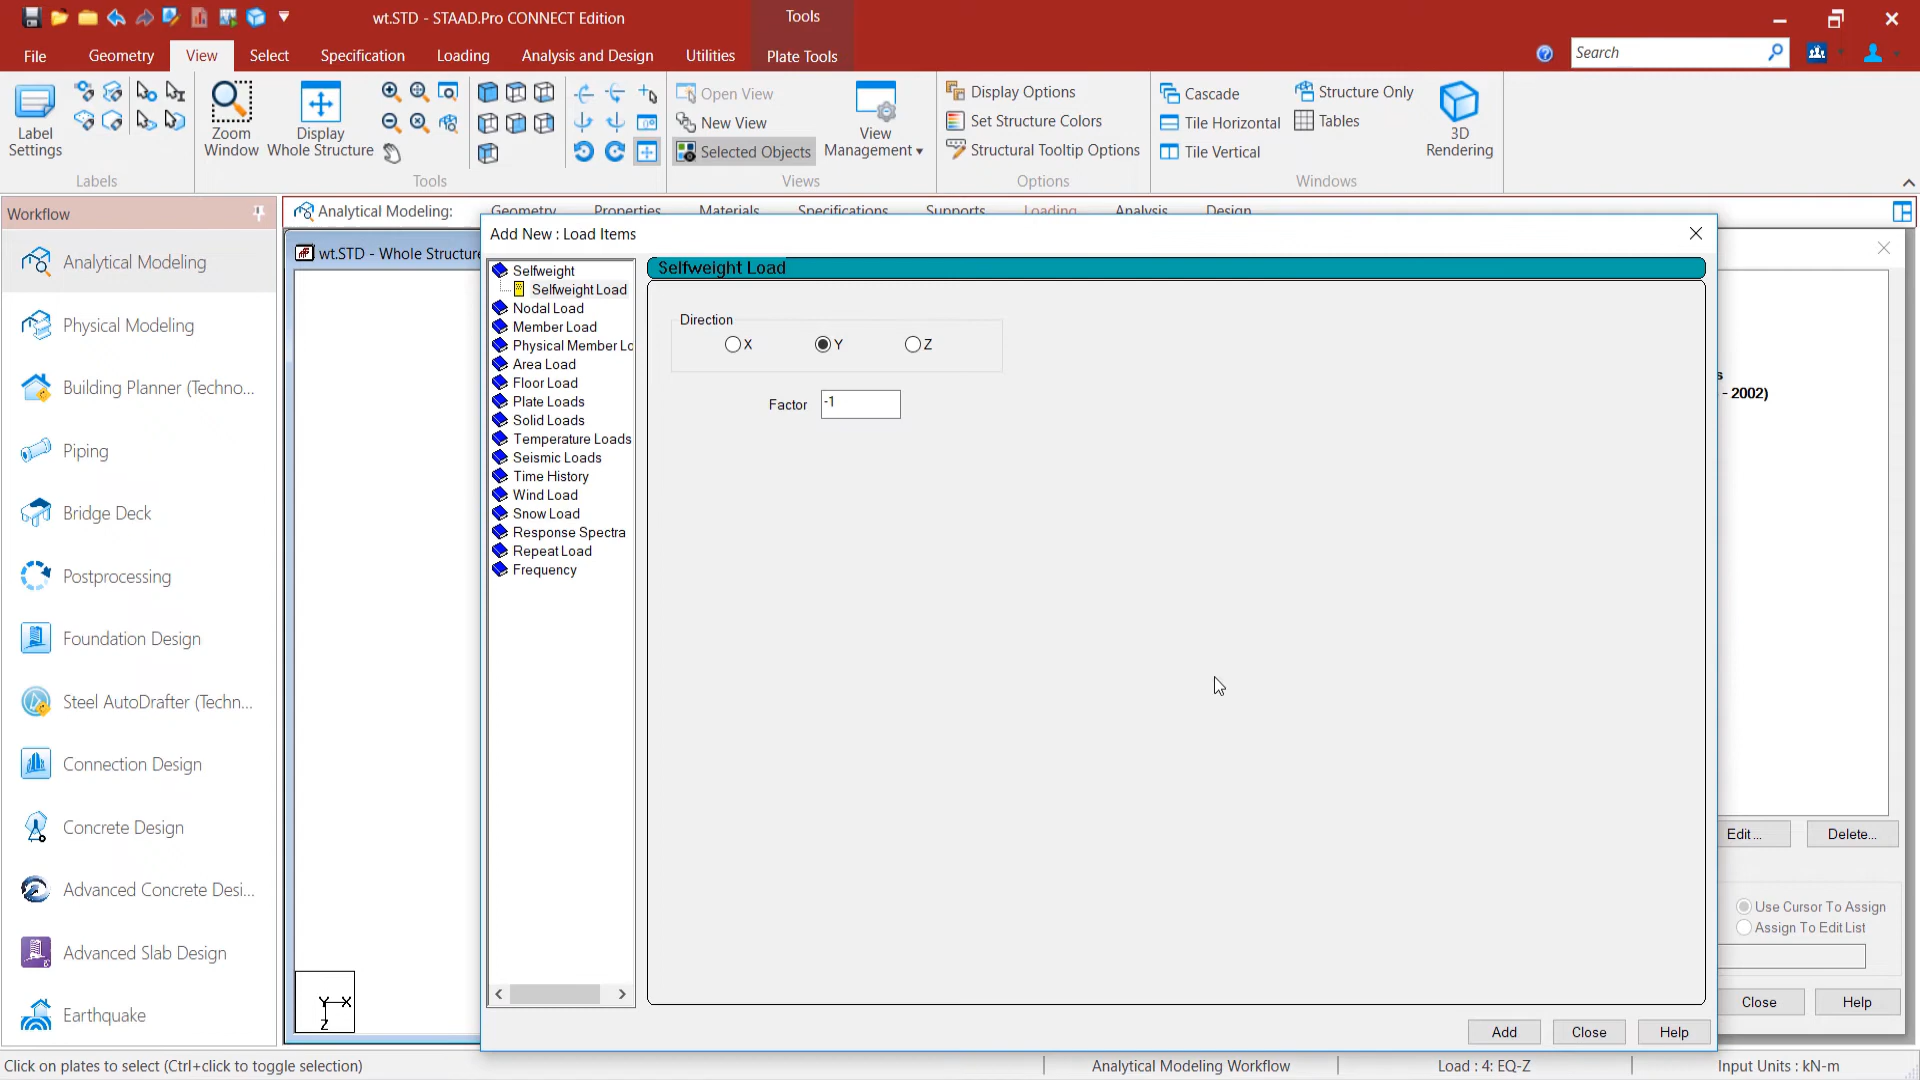 wt.STD - STAAD.Pro CONNECT Edition
Tools
File
Geometry
View
Select
Specification
Loading
Analysis and Design
Utilities
Plate Tools
Search
Label Settings
Zoom Window
Display Whole Structure
Open View
New View
Selected Objects
View Management
Display Options
Set Structure Colors
Structural Tooltip Options
Cascade
Tile Horizontal
Tile Vertical
Structure Only
Tables
3D Rendering
Labels
Tools
Views
Options
Windows
Workflow
Analytical Modeling:
Geometry
Properties
Materials
Specifications
Supports
Loading
Analysis
Design
Analytical Modeling
Physical Modeling
Building Planner (Techno...
Piping
Bridge Deck
Postprocessing
Foundation Design
Steel AutoDrafter (Techn...
Connection Design
Concrete Design
Advanced Concrete Desi...
Advanced Slab Design
Earthquake
wt.STD - Whole Structure
Y X
Z
Add New : Load Items
Selfweight
Selfweight Load
Nodal Load
Member Load
Physical Member Lo
Area Load
Floor Load
Plate Loads
Solid Loads
Temperature Loads
Seismic Loads
Time History
Wind Load
Snow Load
Response Spectra
Repeat Load
Frequency
Selfweight Load
Direction
X
Y
Z
Factor
-1
Add
Close
Help
s
- 2002)
Edit...
Delete...
Use Cursor To Assign
Assign To Edit List
Close
Help
Click on plates to select (Ctrl+click to toggle selection)
Analytical Modeling Workflow
Load : 4: EQ-Z
Input Units : kN-m